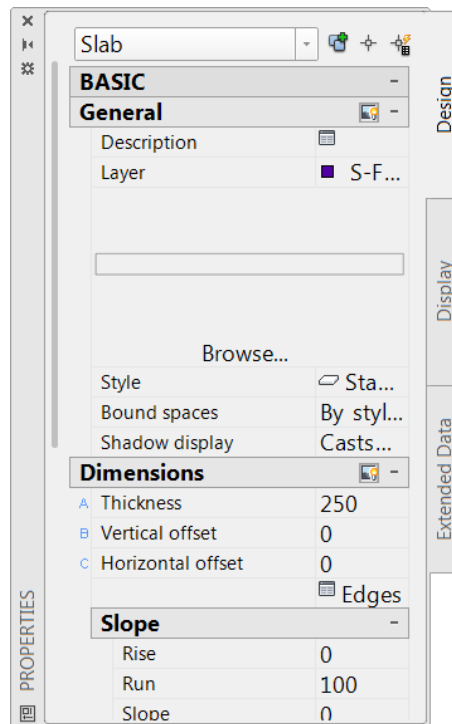 Slab
BASIC
General
Description
Layer S-F...
Browse...
Style Sta...
Bound spaces By styl...
Shadow display Casts...
Dimensions
A Thickness 250
B Vertical offset 0
C Horizontal offset 0
Edges
Slope
Rise 0
Run 100
Slope 0
Design
Display
Extended Data
PROPERTIES